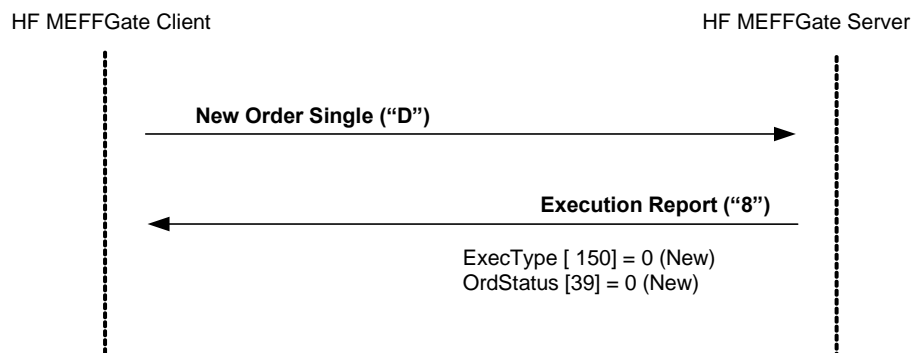 HF MEFFGate Client
HF MEFFGate Server
New Order Single (“D”)
Execution Report (“8”)
ExecType [ 150] = 0 (New)
OrdStatus [39] = 0 (New)